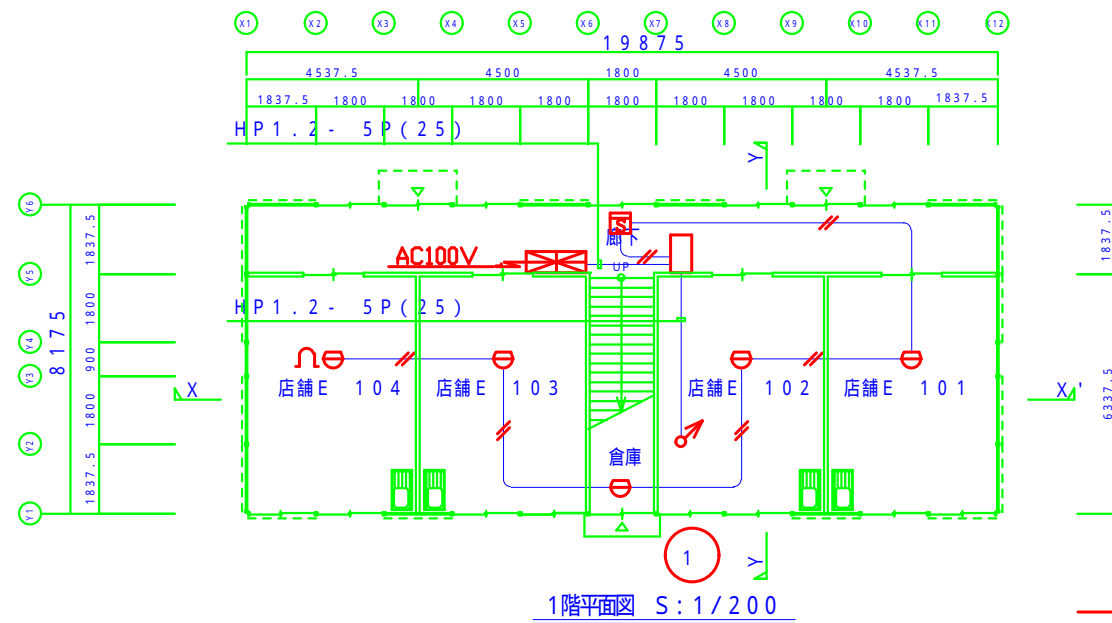 X1 X2 X3 X4 X5 X6 X7 X8 X9 X10 X11 X12
19875
4537.5 4500 1800 4500 4537.5
1837.5 1800 1800 1800 1800 1800 1800 1800 1800 1800 1837.5
HP1.2- 5P(25)
Y
Y6
S
廊下
AC100V
UP
Y5
HP1.2- 5P(25)
Y4
Y3
店舗E 104
店舗E 103
店舗E 102
店舗E 101
X
X'
Y2
倉庫
Y1
8175
1837.5 1800 900 1800 1837.5
1837.5
6337.5
1
Y
1階平面図 S:1/200